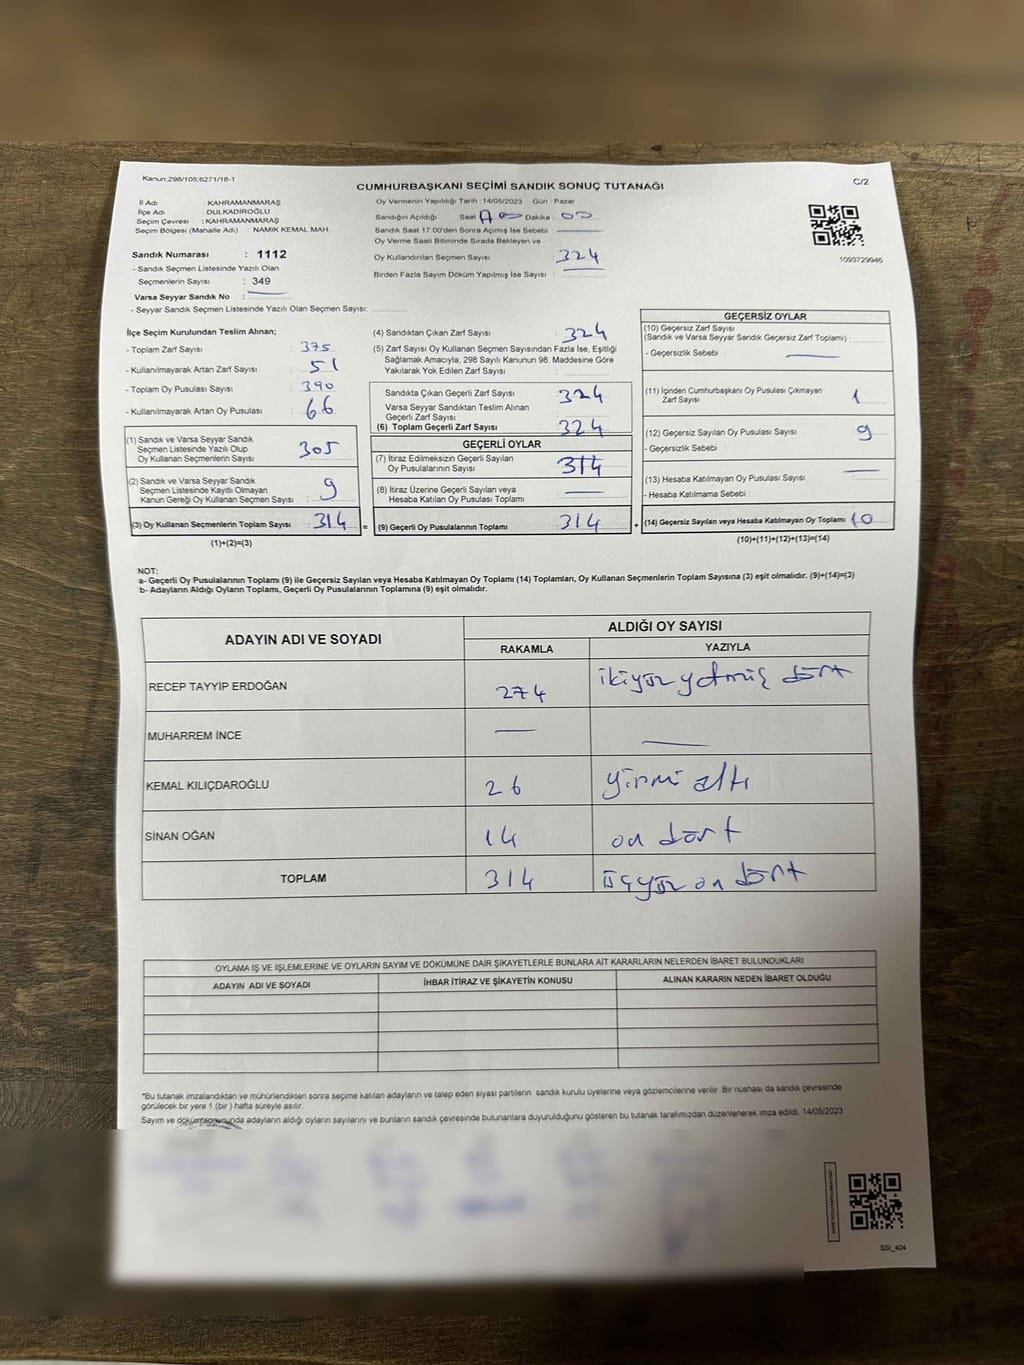 Kanun:298/105;6271/18-1
C/2
CUMHURBAŞKANI SEÇİMİ SANDIK SONUÇ TUTANAĞI
İl Adı : KAHRAMANMARAŞ
İlçe Adı : DULKADİROĞLU
Seçim Çevresi : KAHRAMANMARAŞ
Seçim Bölgesi (Mahalle Adı) : NAMIK KEMAL MAH
Sandık Numarası : 1112
- Sandık Seçmen Listesinde Yazılı Olan
Seçmenlerin Sayısı : 349
Varsa Seyyar Sandık No :
- Seyyar Sandık Seçmen Listesinde Yazılı Olan Seçmen Sayısı:
Oy Vermenin Yapıldığı Tarih : 14/05/2023 Gün : Pazar
Sandığın Açıldığı Saat Dakika : 00
Sandık Saat 17:00'den Sonra Açımış İse Sebebi :
Oy Verme Saati Bitiminde Sırada Bekleyen ve
Oy Kullandırılan Seçmen Sayısı : 324
Birden Fazla Sayım Döküm Yapılmış İse Sayısı :
1093729946
İlçe Seçim Kurulundan Teslim Alınan;
- Toplam Zarf Sayısı : 375
- Kullanılmayarak Artan Zarf Sayısı : 51
- Toplam Oy Pusulası Sayısı : 390
- Kullanılmayarak Artan Oy Pusulası : 66
(1) Sandık ve Varsa Seyyar Sandık
Seçmen Listesinde Yazılı Olup
Oy Kullanan Seçmenlerin Sayısı : 305
(2) Sandık ve Varsa Seyyar Sandık
Seçmen Listesinde Kayıtlı Olmayan
Kanun Gereği Oy Kullanan Seçmen Sayısı : 9
(3) Oy Kullanan Seçmenlerin Toplam Sayısı : 314 =
(1)+(2)=(3)
(4) Sandıktan Çıkan Zarf Sayısı : 324
(5) Zarf Sayısı Oy Kullanan Seçmen Sayısından Fazla İse, Eşitliği
Sağlamak Amacıyla, 298 Sayılı Kanunun 98. Maddesine Göre
Yakılarak Yok Edilen Zarf Sayısı :
Sandıkta Çıkan Geçerli Zarf Sayısı : 324
Varsa Seyyar Sandıktan Teslim Alınan
Geçerli Zarf Sayısı :
(6) Toplam Geçerli Zarf Sayısı : 324
GEÇERLİ OYLAR
(7) İtiraz Edilmeksizin Geçerli Sayılan
Oy Pusulalarının Sayısı : 314
(8) İtiraz Üzerine Geçerli Sayılan veya
Hesaba Katılan Oy Pusulası Toplamı :
(9) Geçerli Oy Pusulalarının Toplamı : 314 +
GEÇERSİZ OYLAR
(10) Geçersiz Zarf Sayısı
(Sandık ve Varsa Seyyar Sandık Geçersiz Zarf Toplamı) :
- Geçersizlik Sebebi :
(11) İçinden Cumhurbaşkanı Oy Pusulası Çıkmayan
Zarf Sayısı : 1
(12) Geçersiz Sayılan Oy Pusulası Sayısı : 9
- Geçersizlik Sebebi :
(13) Hesaba Katılmayan Oy Pusulası Sayısı :
- Hesaba Katılmama Sebebi :
(14) Geçersiz Sayılan veya Hesaba Katılmayan Oy Toplamı : 10
(10)+(11)+(12)+(13)=(14)
NOT:
a- Geçerli Oy Pusulalarının Toplamı (9) ile Geçersiz Sayılan veya Hesaba Katılmayan Oy Toplamı (14) Toplamları, Oy Kullanan Seçmenlerin Toplam Sayısına (3) eşit olmalıdır. (9)+(14)=(3)
b- Adayların Aldığı Oyların Toplamı, Geçerli Oy Pusulalarının Toplamına (9) eşit olmalıdır.
ADAYIN ADI VE SOYADI
ALDIĞI OY SAYISI
RAKAMLA YAZIYLA
RECEP TAYYİP ERDOĞAN 274 ikiyüz yetmiş dört
MUHARREM İNCE
KEMAL KILIÇDAROĞLU 26 yirmi altı
SİNAN OĞAN 14 on dört
TOPLAM 314 üçyüz on dört
OYLAMA İŞ VE İŞLEMLERİNE VE OYLARIN SAYIM VE DÖKÜMÜNE DAİR ŞİKAYETLERLE BUNLARA AİT KARARLARIN NELERDEN İBARET BULUNDUKLARI
ADAYIN ADI VE SOYADI İHBAR İTİRAZ VE ŞİKAYETİN KONUSU ALINAN KARARIN NEDEN İBARET OLDUĞU
*Bu tutanak imzalandıktan ve mühürlendikten sonra seçime katılan adayların ve talep eden siyasi partilerin sandık kurulu üyelerine veya gözlemcilerine verilir. Bir nüshası da sandık çevresinde
görülecek bir yere 1 (bir) hafta süreyle asılır.
Sayım ve dökümsonucunda adayların aldığı oyların sayılarını ve bunların sandık çevresinde bulunanlara duyurulduğunu gösteren bu tutanak tarafımızdan düzenlenerek imza edildi. 14/05/2023
SSİ_404